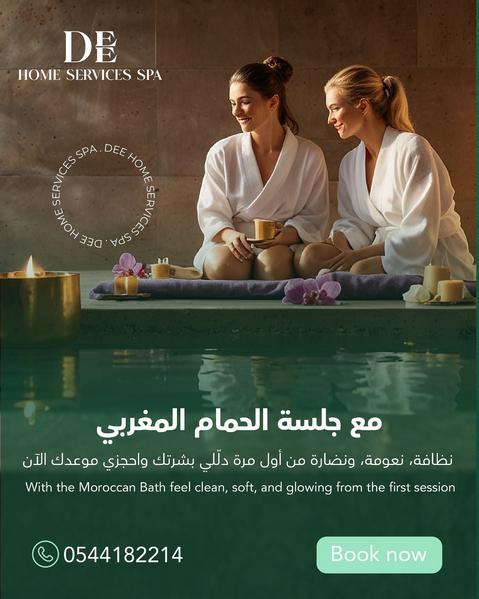 DEE
HOME SERVICES SPA
DEE HOME SERVICES SPA . DEE HOME SERVICES SPA .
مع جلسة الحمام المغربي
نظافة، نعومة، ونضارة من أول مرة دلّلي بشرتك واحجزي موعدك الآن
With the Moroccan Bath feel clean, soft, and glowing from the first session
0544182214
Book now